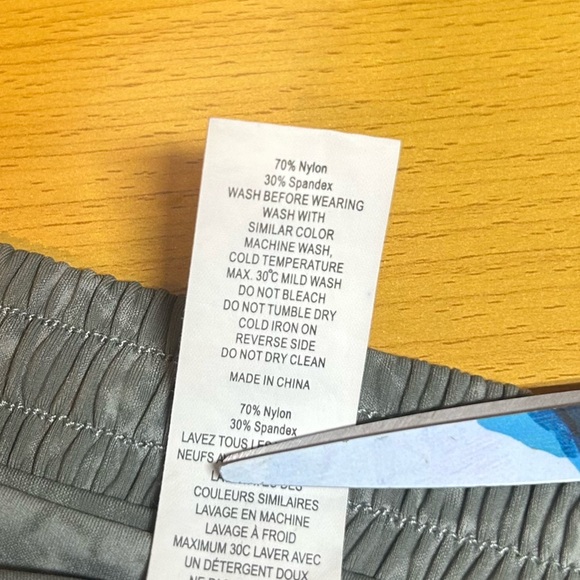 70% Nylon
30% Spandex
WASH BEFORE WEARING
WASH WITH
SIMILAR COLOR
MACHINE WASH,
COLD TEMPERATURE
MAX. 30°C MILD WASH
DO NOT BLEACH
DO NOT TUMBLE DRY
COLD IRON ON
REVERSE SIDE
DO NOT DRY CLEAN
MADE IN CHINA
70% Nylon
30% Spandex
LAVEZ TOUS
NEUFS
COULEURS SIMILAIRES
LAVAGE EN MACHINE
LAVAGE À FROID
MAXIMUM 30C LAVER AVEC
UN DÉTERGENT DOUX